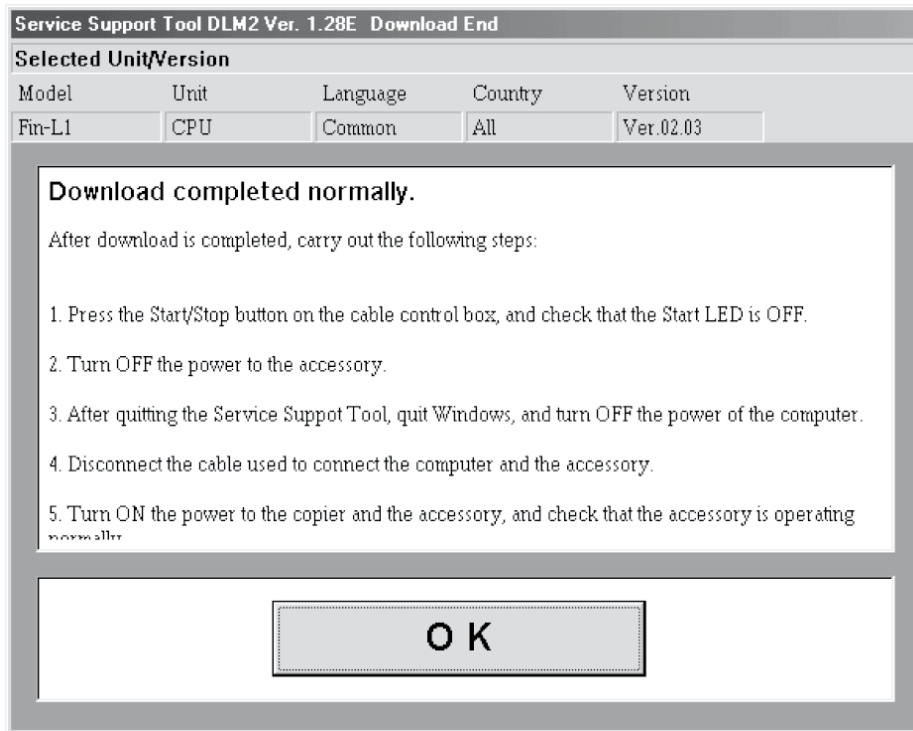 Service Support Tool DLM2 Ver. 1.28E Download End
Selected Unit/Version
Model Unit Language Country Version
Fin-L1 CPU Common All Ver.02.03
Download completed normally.
After download is completed, carry out the following steps:
1. Press the Start/Stop button on the cable control box, and check that the Start LED is OFF.
2. Turn OFF the power to the accessory.
3. After quitting the Service Suppot Tool, quit Windows, and turn OFF the power of the computer.
4. Disconnect the cable used to connect the computer and the accessory.
5. Turn ON the power to the copier and the accessory, and check that the accessory is operating
normally.
OK